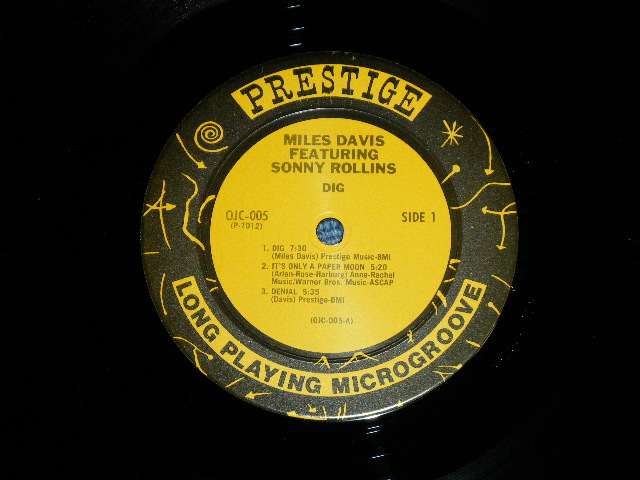 PRESTIGE
MILES DAVIS
FEATURING
SONNY ROLLINS
DIG
OJC-005
(P-7012)
SIDE 1
1. DIG 7:30
(Miles Davis) Prestige Music-BMI
2. IT'S ONLY A PAPER MOON 5:20
(Arlen-Rose-Harburg) Anne-Rachel
Music/Warner Bros. Music-ASCAP
3. DENIAL 5:35
(Davis) Prestige-BMI
(OJC-005-A)
LONG PLAYING MICROGROOVE